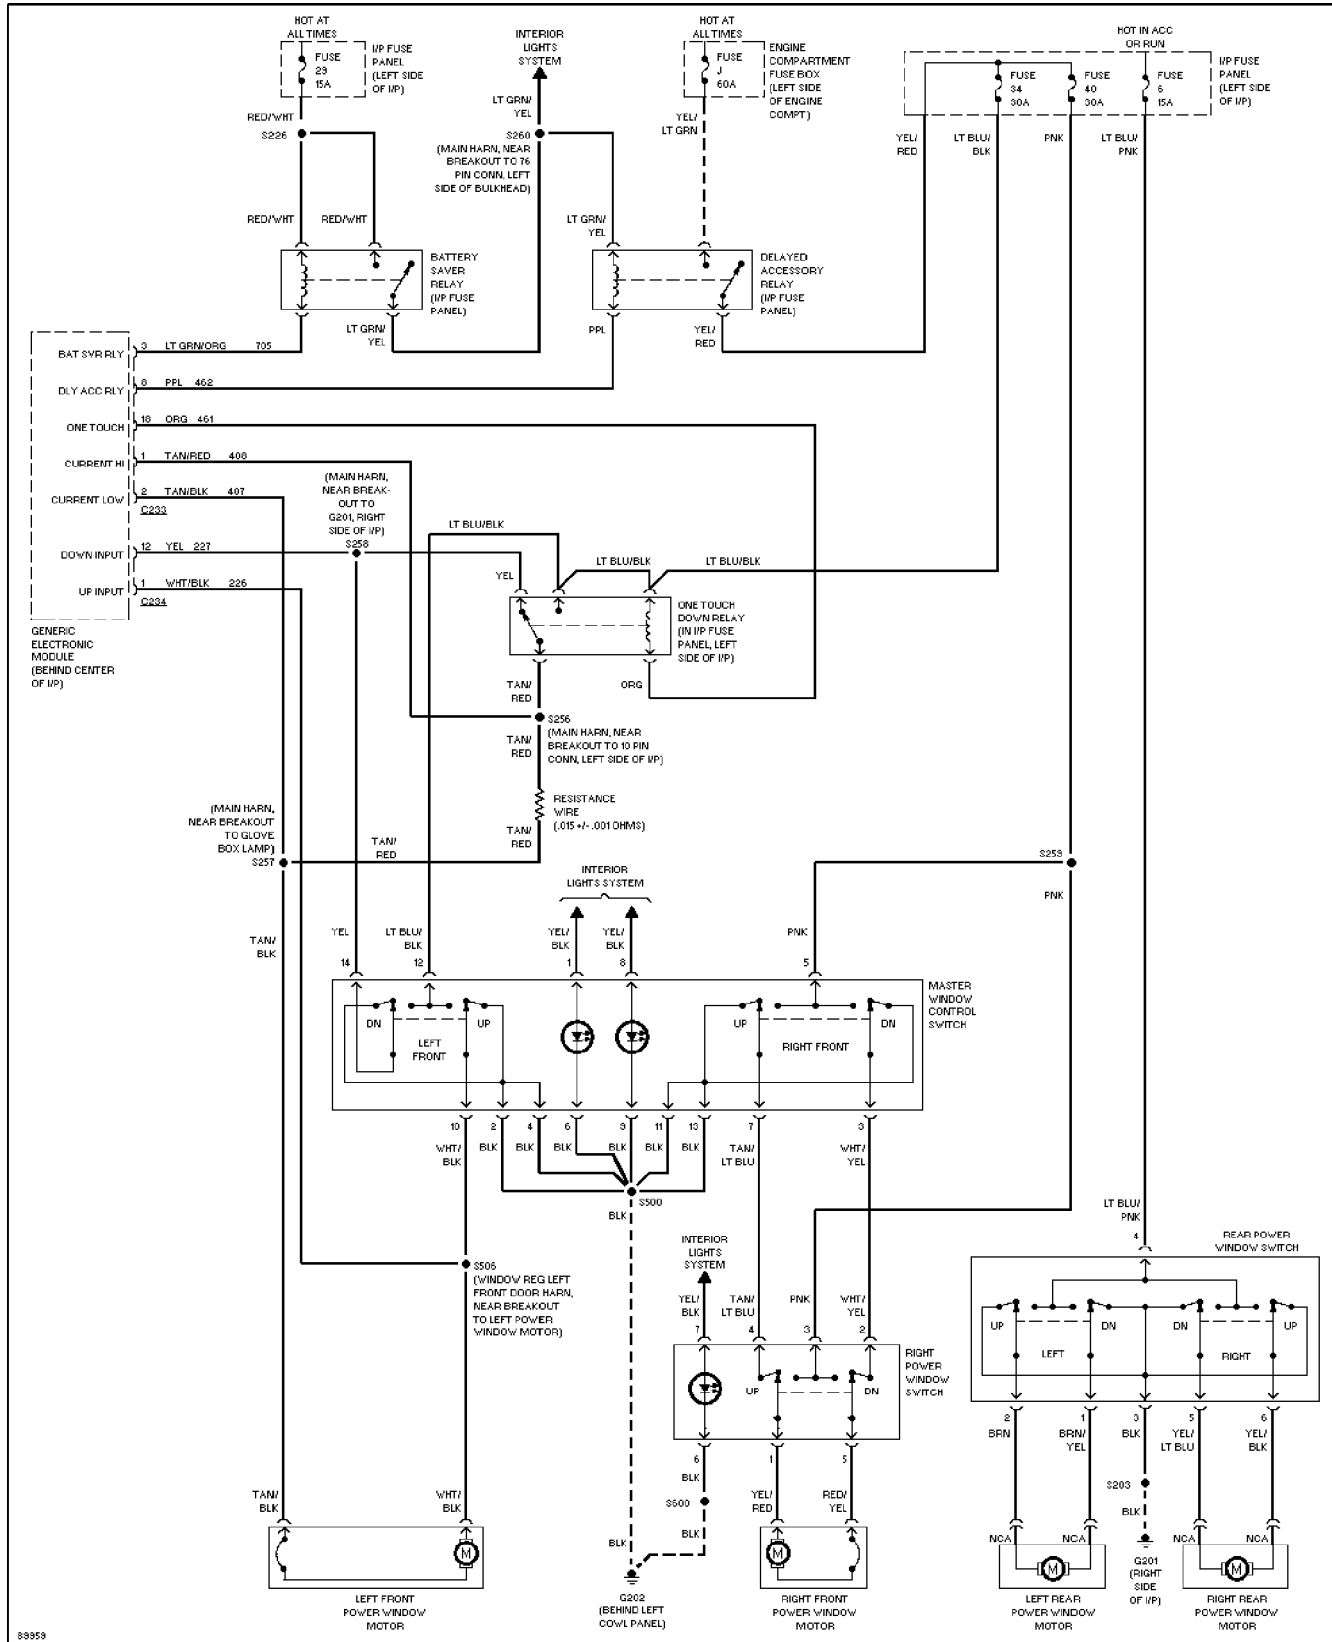 HOT AT
ALL TIMES
FUSE
29
15A
I/P FUSE
PANEL
(LEFT SIDE
OF I/P)
INTERIOR
LIGHTS
SYSTEM
HOT AT
ALL TIMES
FUSE
J
60A
ENGINE
COMPARTMENT
FUSE BOX
(LEFT SIDE
OF ENGINE
COMPT)
HOT IN ACC
OR RUN
FUSE
34
30A
FUSE
40
30A
FUSE
6
15A
I/P FUSE
PANEL
(LEFT SIDE
OF I/P)
RED/WHT
S226
LT GRN/
YEL
S260
(MAIN HARN, NEAR
BREAKOUT TO 76
PIN CONN, LEFT
SIDE OF BULKHEAD)
YEL/
LT GRN
YEL/
RED
LT BLU/
BLK
PNK
LT BLU/
PNK
RED/WHT
RED/WHT
LT GRN/
YEL
BATTERY
SAVER
RELAY
(I/P FUSE
PANEL)
DELAYED
ACCESSORY
RELAY
(I/P FUSE
PANEL)
LT GRN/
YEL
PPL
YEL/
RED
BAT SVR RLY
3 LT GRN/ORG 705
DLY ACC RLY
8 PPL 462
ONE TOUCH
18 ORG 461
CURRENT HI
1 TAN/RED 408
CURRENT LOW
2 TAN/BLK 407
C233
DOWN INPUT
12 YEL 227
UP INPUT
1 WHT/BLK 226
C234
GENERIC
ELECTRONIC
MODULE
(BEHIND CENTER
OF I/P)
(MAIN HARN,
NEAR BREAK-
OUT TO
G201, RIGHT
SIDE OF I/P)
S258
LT BLU/BLK
YEL
LT BLU/BLK
LT BLU/BLK
ONE TOUCH
DOWN RELAY
(IN I/P FUSE
PANEL, LEFT
SIDE OF I/P)
TAN/
RED
ORG
S256
(MAIN HARN, NEAR
BREAKOUT TO 10 PIN
CONN, LEFT SIDE OF I/P)
TAN/
RED
RESISTANCE
WIRE
(.015 +/- .001 OHMS)
TAN/
RED
(MAIN HARN,
NEAR BREAKOUT
TO GLOVE
BOX LAMP)
S257
TAN/
RED
INTERIOR
LIGHTS SYSTEM
S259
PNK
TAN/
BLK
YEL
14
LT BLU/
BLK
12
YEL/
BLK
1
YEL/
BLK
8
PNK
5
MASTER
WINDOW
CONTROL
SWITCH
DN
UP
LEFT
FRONT
UP
DN
RIGHT FRONT
10
2
4
6
9
11
13
7
3
WHT/
BLK
BLK
BLK
BLK
BLK
BLK
BLK
TAN/
LT BLU
WHT/
YEL
S500
BLK
LT BLU/
PNK
4
REAR POWER
WINDOW SWITCH
S506
(WINDOW REG LEFT
FRONT DOOR HARN,
NEAR BREAKOUT
TO LEFT POWER
WINDOW MOTOR)
INTERIOR
LIGHTS
SYSTEM
YEL/
BLK
7
TAN/
LT BLU
4
PNK
3
WHT/
YEL
2
RIGHT
POWER
WINDOW
SWITCH
UP
DN
UP
DN
LEFT
DN
UP
RIGHT
6
BLK
1
5
2
BRN
1
BRN/
YEL
3
BLK
5
YEL/
LT BLU
6
YEL/
BLK
TAN/
BLK
WHT/
BLK
S600
BLK
YEL/
RED
RED/
YEL
S203
BLK
BLK
NCA
NCA
NCA
NCA
M
M
M
M
G201
(RIGHT
SIDE
OF I/P)
LEFT FRONT
POWER WINDOW
MOTOR
G202
(BEHIND LEFT
COWL PANEL)
RIGHT FRONT
POWER WINDOW
MOTOR
LEFT REAR
POWER WINDOW
MOTOR
RIGHT REAR
POWER WINDOW
MOTOR
89959